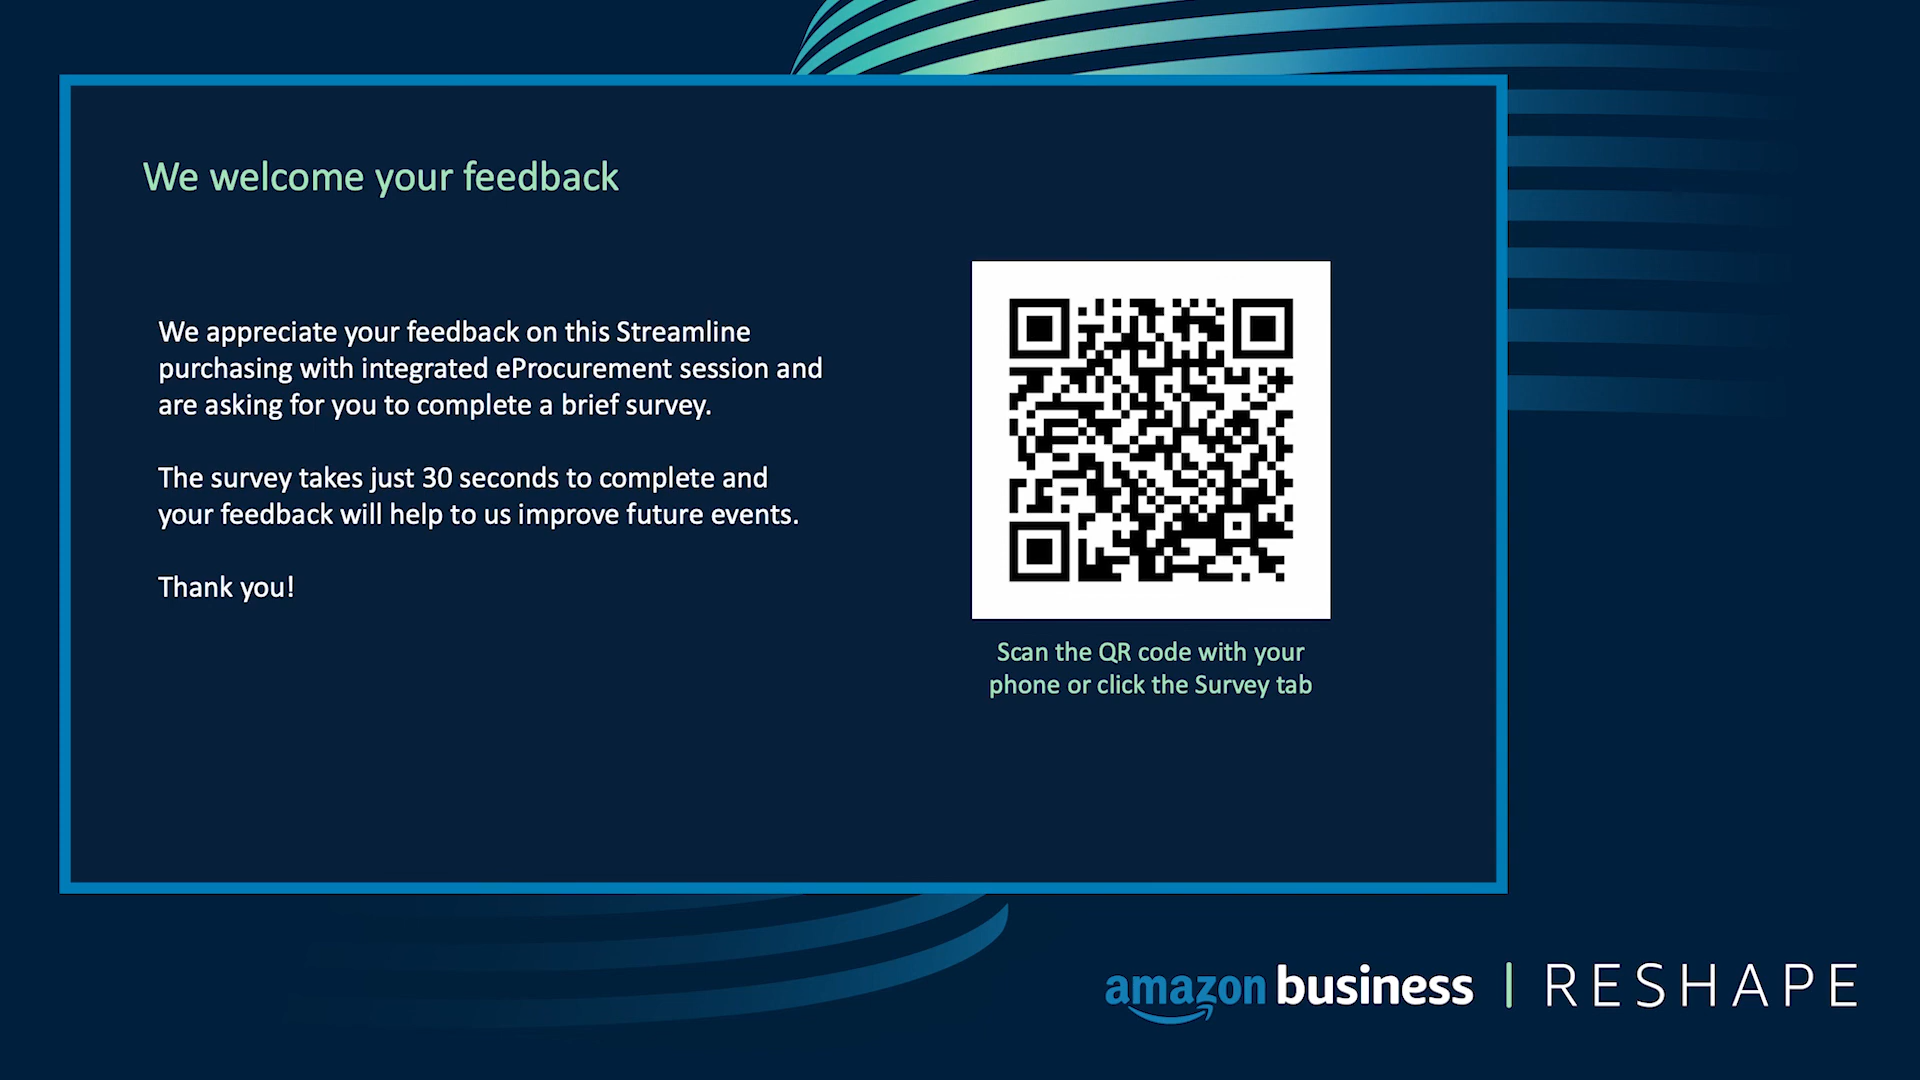 We welcome your feedback
We appreciate your feedback on this Streamline
purchasing with integrated eProcurement session and
are asking for you to complete a brief survey.
The survey takes just 30 seconds to complete and
your feedback will help to us improve future events.
Thank you!
Scan the QR code with your
phone or click the Survey tab
amazon business | RESHAPE